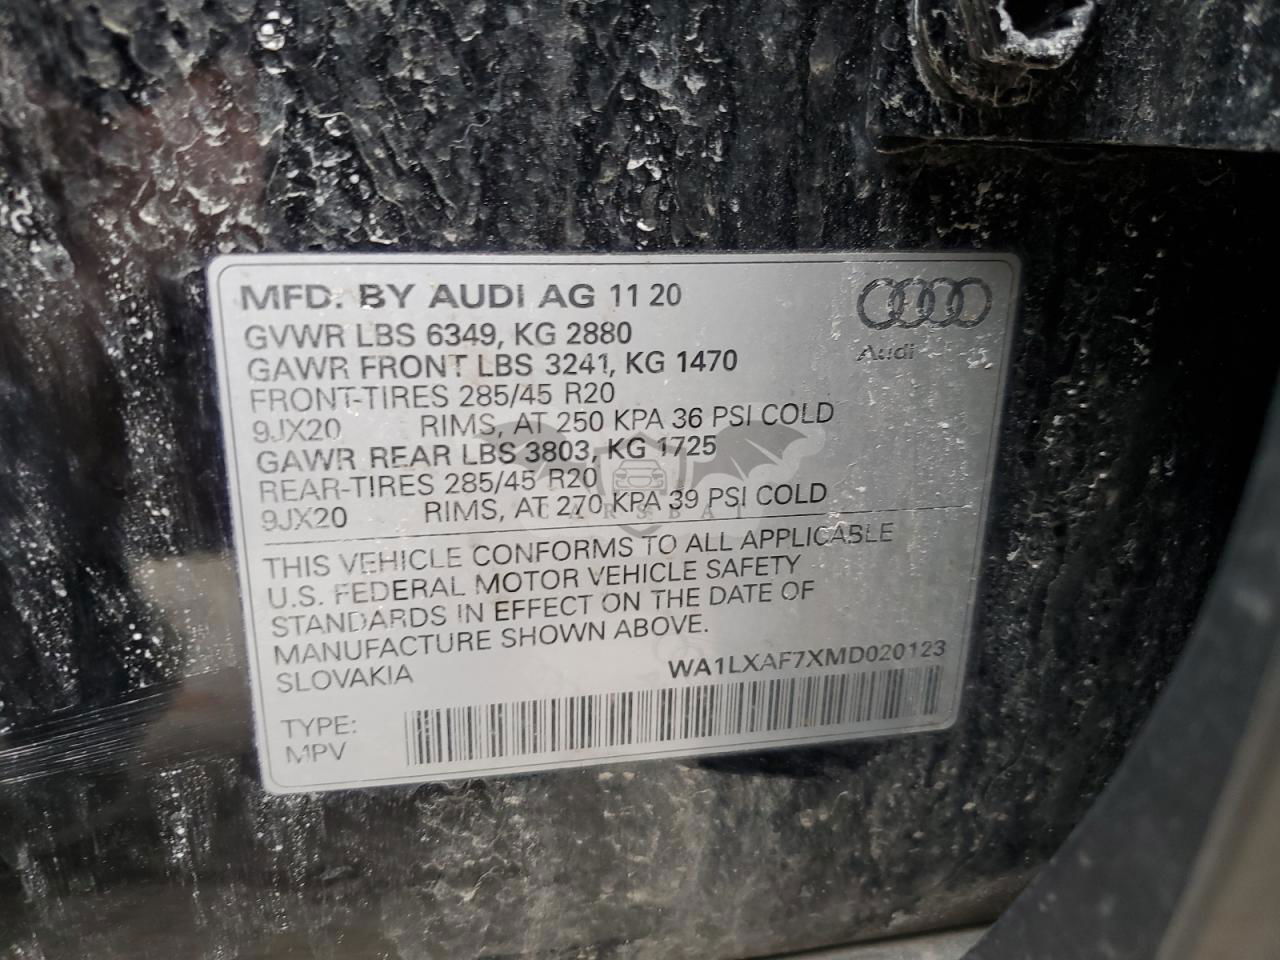 MFD. BY AUDI AG 11 20
Audi
GVWR LBS 6349, KG 2880
GAWR FRONT LBS 3241, KG 1470
FRONT-TIRES 285/45 R20
9JX20 RIMS, AT 250 KPA 36 PSI COLD
GAWR REAR LBS 3803, KG 1725
REAR-TIRES 285/45 R20
9JX20 RIMS, AT 270 KPA 39 PSI COLD
CARSBAT
THIS VEHICLE CONFORMS TO ALL APPLICABLE
U.S. FEDERAL MOTOR VEHICLE SAFETY
STANDARDS IN EFFECT ON THE DATE OF
MANUFACTURE SHOWN ABOVE.
SLOVAKIA WA1LXAF7XMD020123
TYPE:
MPV